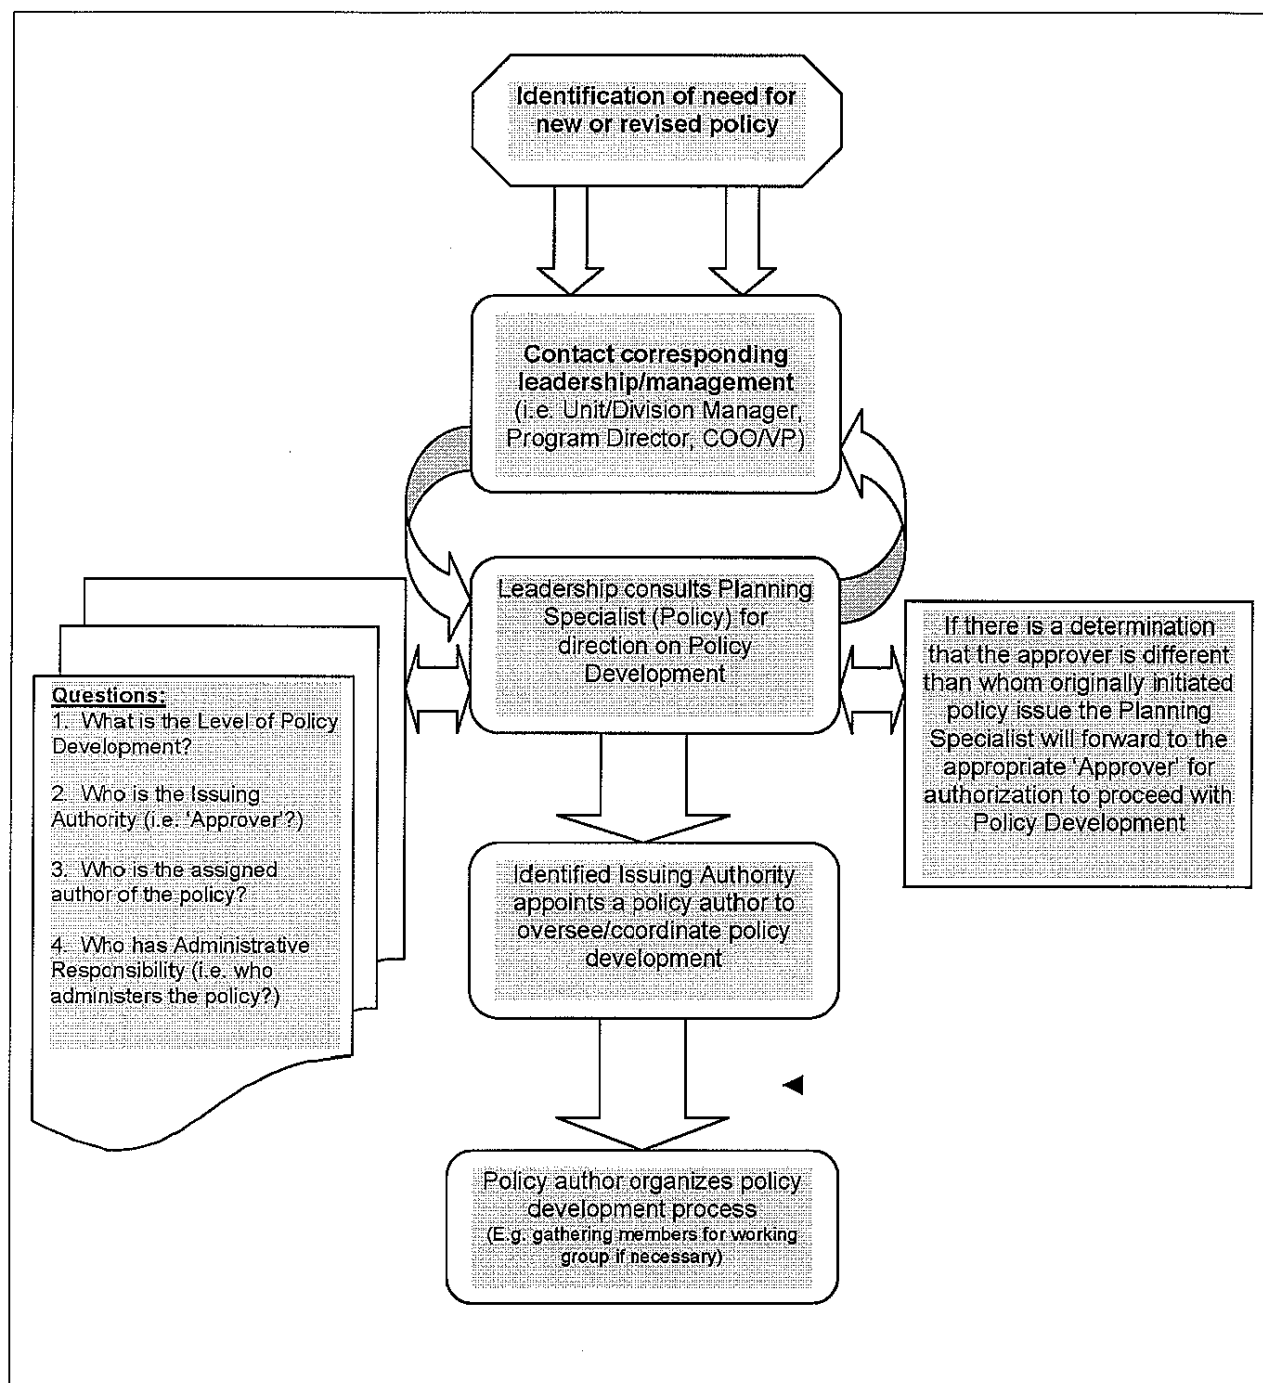 Identification of need for
new or revised policy
Contact corresponding
leadership/management
(i.e. Unit/Division Manager,
Program Director, COO/VP)
Leadership consults Planning
Specialist (Policy) for
direction on Policy
Development
Questions:
1. What is the Level of Policy
Development?
2. Who is the Issuing
Authority (i.e. 'Approver'?)
3. Who is the assigned
author of the policy?
4. Who has Administrative
Responsibility (i.e. who
administers the policy?)
If there is a determination
that the approver is different
than whom originally initiated
policy issue the Planning
Specialist will forward to the
appropriate 'Approver' for
authorization to proceed with
Policy Development
Identified Issuing Authority
appoints a policy author to
oversee/coordinate policy
development
Policy author organizes policy
development process
(E.g. gathering members for working
group if necessary)